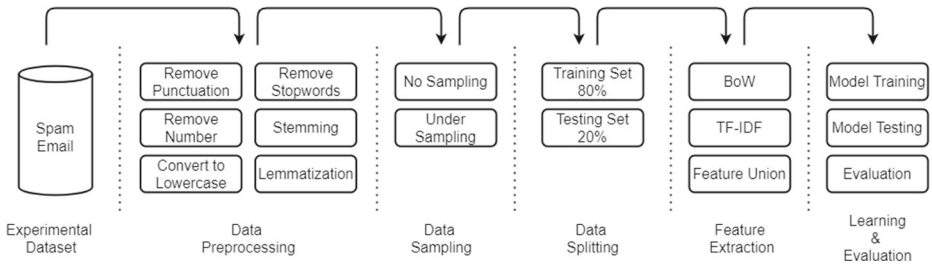 Spam
Email
Experimental
Dataset
Remove
Punctuation
Remove
Number
Convert to
Lowercase
Remove
Stopwords
Stemming
Lemmatization
Data
Preprocessing
No Sampling
Under
Sampling
Data
Sampling
Training Set
80%
Testing Set
20%
Data
Splitting
BoW
TF-IDF
Feature Union
Feature
Extraction
Model Training
Model Testing
Evaluation
Learning
&
Evaluation